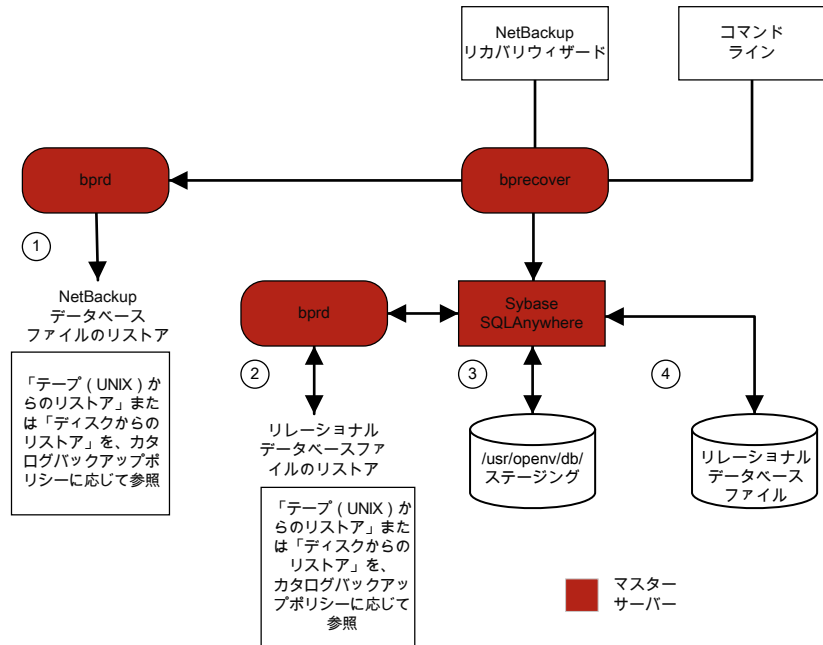 NetBackup
リカバリウィザード
コマンド
ライン
bprd
bprecover
1
NetBackup
データベース
ファイルのリストア
「テープ（UNIX）か
らのリストア」また
は「ディスクからの
リストア」を、カタ
ログバックアップポ
リシーに応じて参照
bprd
Sybase
SQLAnywhere
2
3
4
リレーショナル
データベースファ
イルのリストア
「テープ（UNIX）か
らのリストア」また
は「ディスクからの
リストア」を、
カタログバックアッ
プポリシーに応じて
参照
/usr/openv/db/
ステージング
リレーショナル
データベース
ファイル
マスター
サーバー